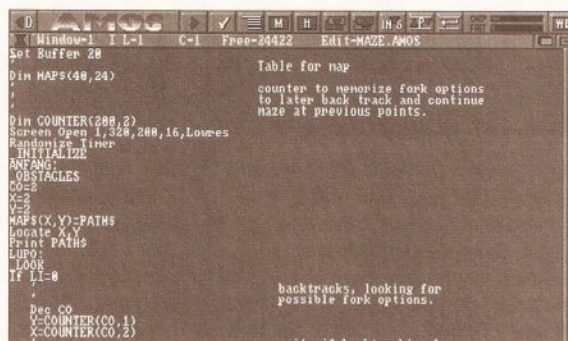 AMOS
M H INS
Window-1 I L-1 C-1 Free=24422 Edit-MAZE.AMOS
Set Buffer 20
' Table for map
Dim MAP$(40,24)
' counter to memorize fork options
' to later back track and continue
' maze at previous points.
Dim COUNTER(200,2)
Screen Open 1,320,200,16,Lowres
Randomize Timer
_INITIALIZE
ANFANG:
_OBSTACLES
CO=2
X=2
Y=2
MAP$(X,Y)=PATH$
Locate X,Y
Print PATH$
LUPO:
_LOOK
If LI=0
' backtracks, looking for
' possible fork options.
Dec CO
Y=COUNTER(CO,1)
X=COUNTER(CO,2)